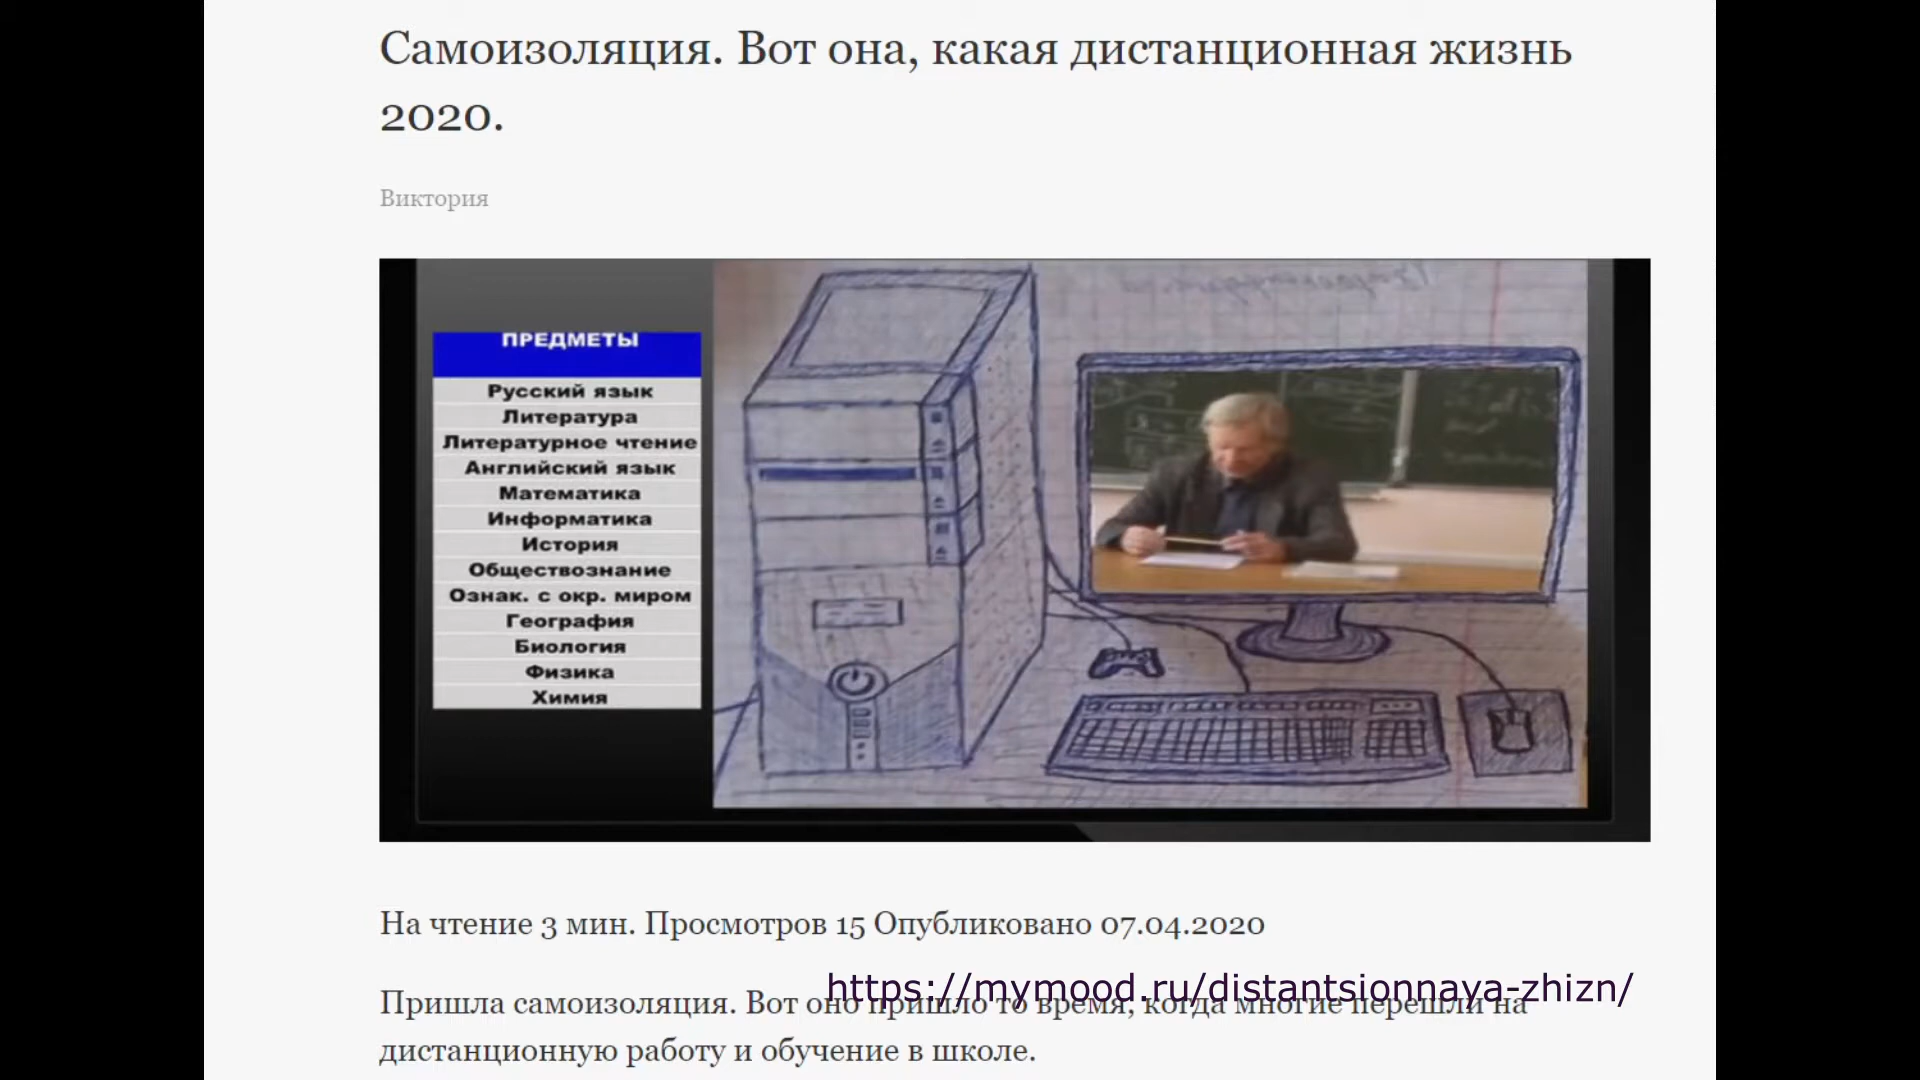 Самоизоляция. Вот она, какая дистанционная жизнь
2020.
Виктория
ПРЕДМЕТЫ
Русский язык
Литература
Литературное чтение
Английский язык
Математика
Информатика
История
Обществознание
Ознак. с окр. миром
География
Биология
Физика
Химия
На чтение 3 мин. Просмотров 15 Опубликовано 07.04.2020
https://mymood.ru/distantsionnaya-zhizn/
Пришла самоизоляция. Вот оно пришло то время, когда многие перешли на
дистанционную работу и обучение в школе.